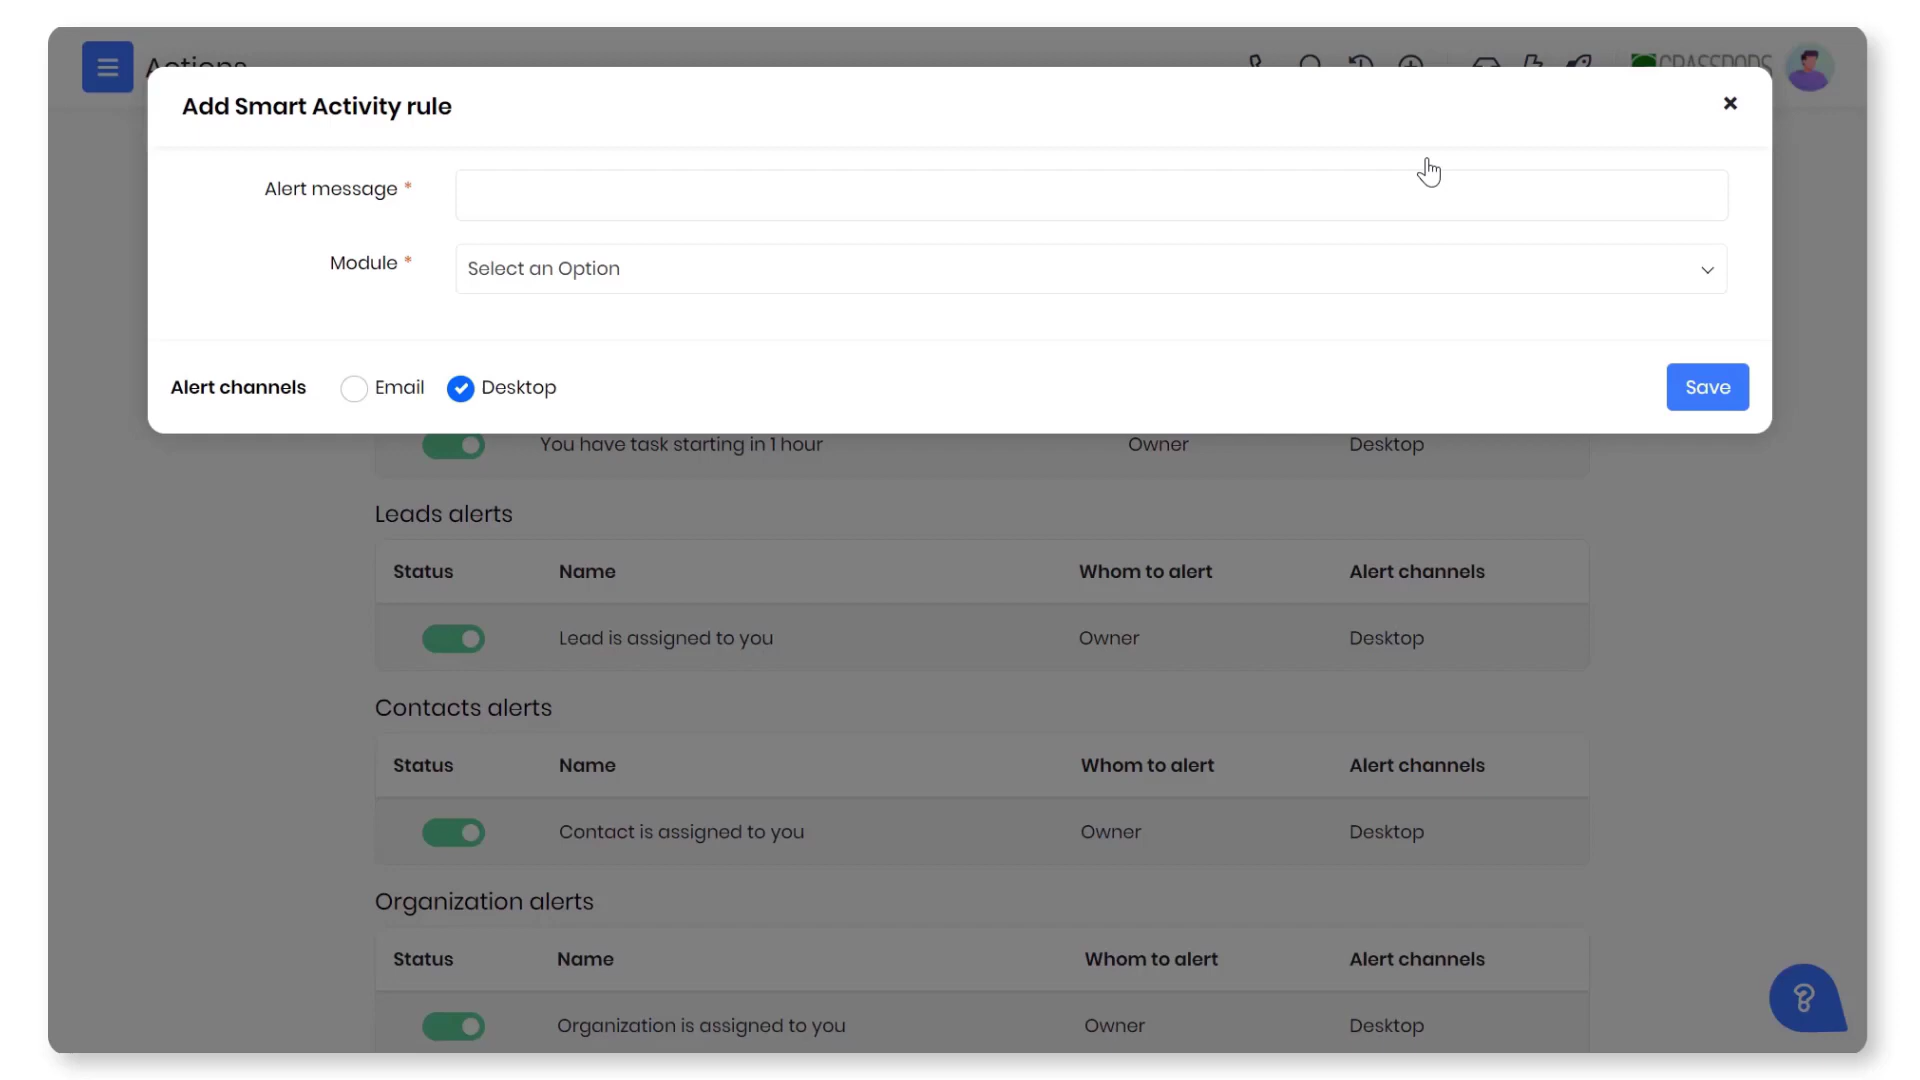 Actions
Add Smart Activity rule
Alert message *
Module *
Select an Option
Alert channels
Email
Desktop
Save
You have task starting in 1 hour Owner Desktop
Leads alerts
Status Name Whom to alert Alert channels
Lead is assigned to you Owner Desktop
Contacts alerts
Status Name Whom to alert Alert channels
Contact is assigned to you Owner Desktop
Organization alerts
Status Name Whom to alert Alert channels
Organization is assigned to you Owner Desktop